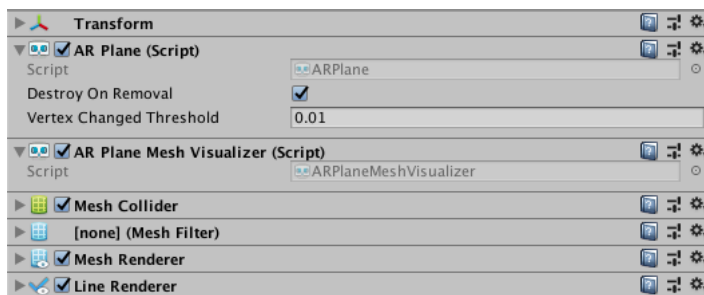 Transform
AR Plane (Script)
Script ARPlane
Destroy On Removal
Vertex Changed Threshold 0.01
AR Plane Mesh Visualizer (Script)
Script ARPlaneMeshVisualizer
Mesh Collider
[none] (Mesh Filter)
Mesh Renderer
Line Renderer